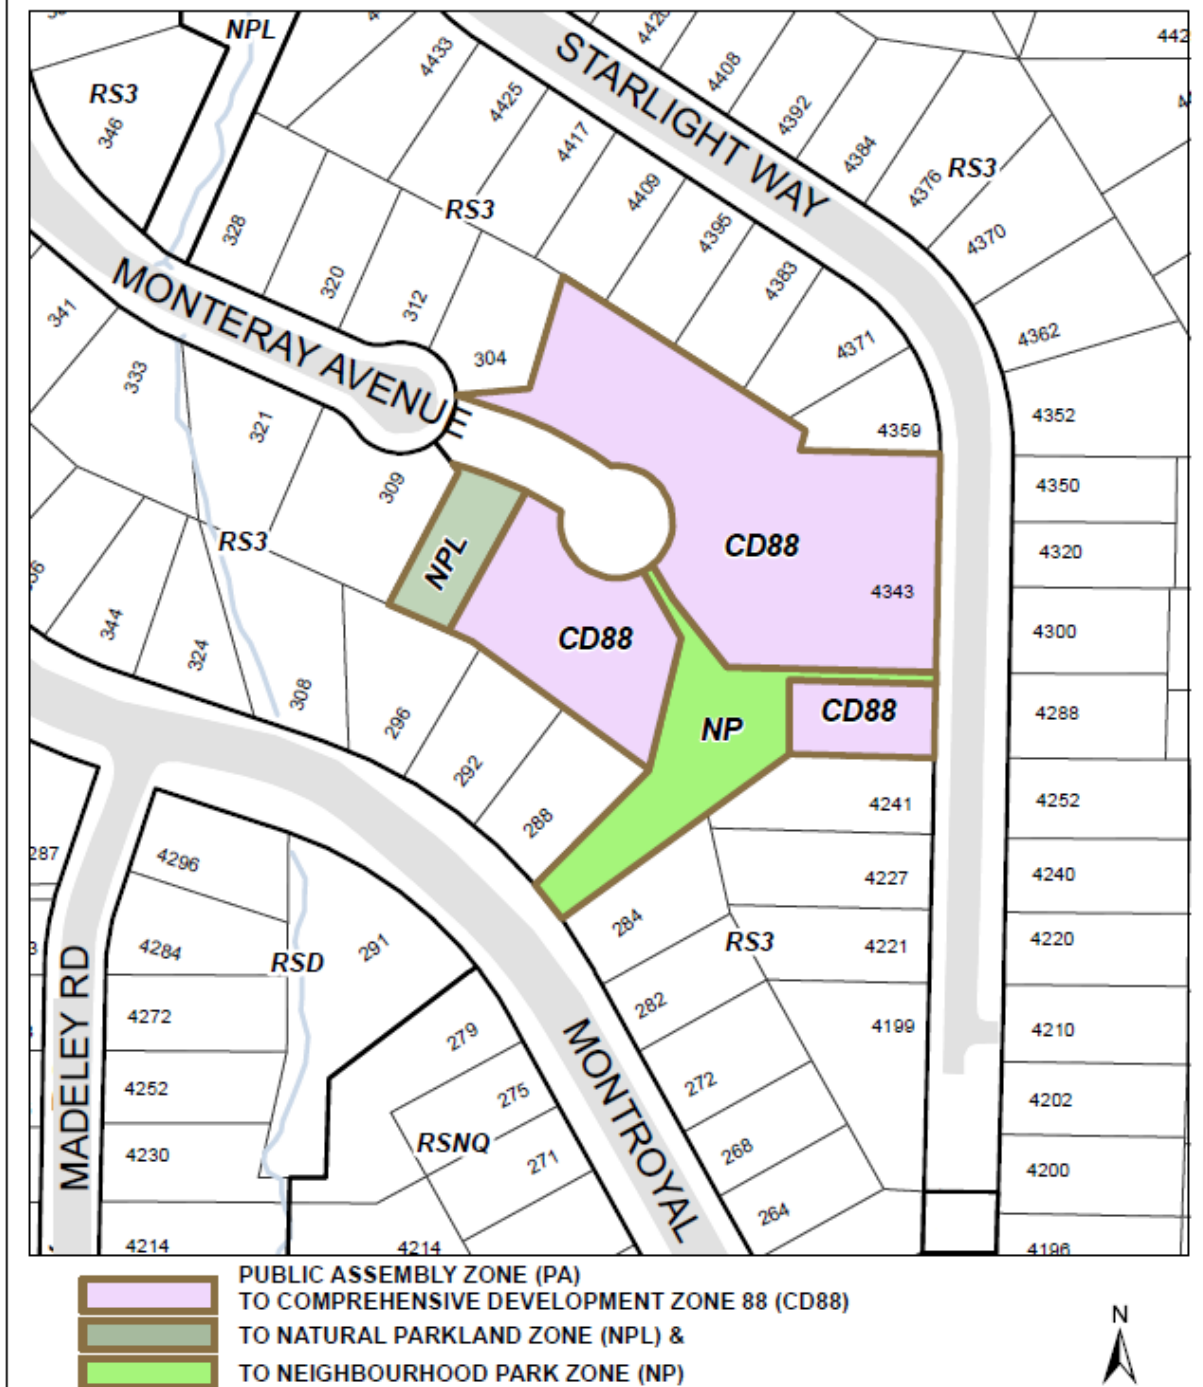 NPL
442
RS3
346
4433
4425
4417
4409
4395
4383
4371
4359
4343
4408
4392
4384
4376
RS3
4370
4362
4352
4350
4320
4300
4288
4252
4240
4220
4210
4202
4200
4196
STARLIGHT WAY
RS3
328
320
312
304
MONTERAY AVENUE
341
333
321
309
RS3
NPL
CD88
CD88
CD88
NP
344
324
308
296
292
288
4241
4227
4221
4199
284
RS3
282
272
268
264
287
4296
4284
4272
4252
4230
4214
MADELEY RD
RSD
291
279
275
271
RSNQ
4214
MONTROYAL
PUBLIC ASSEMBLY ZONE (PA)
TO COMPREHENSIVE DEVELOPMENT ZONE 88 (CD88)
TO NATURAL PARKLAND ZONE (NPL) &
TO NEIGHBOURHOOD PARK ZONE (NP)
N